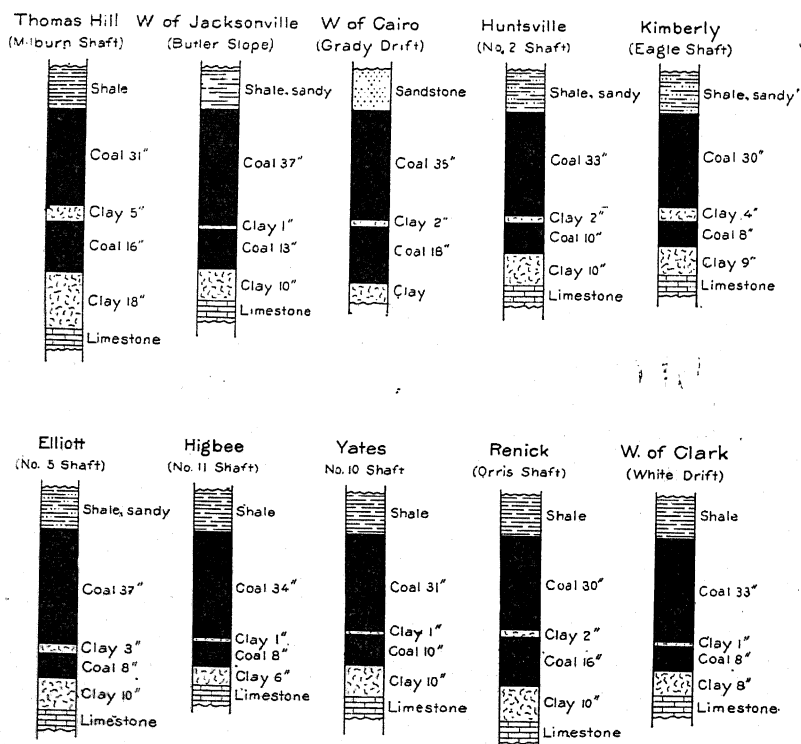 Thomas Hill
(Milburn Shaft)
Shale
Coal 31"
Clay 5"
Coal 16"
Clay 18"
Limestone
W of Jacksonville
(Butler Slope)
Shale, sandy
Coal 37"
Clay 1"
Coal 13"
Clay 10"
Limestone
W of Cairo
(Grady Drift)
Sandstone
Coal 35"
Clay 2"
Coal 18"
Clay
Huntsville
(No. 2 Shaft)
Shale, sandy
Coal 33"
Clay 2"
Coal 10"
Clay 10"
Limestone
Kimberly
(Eagle Shaft)
Shale, sandy
Coal 30"
Clay 4"
Coal 8"
Clay 9"
Limestone
Elliott
(No. 5 Shaft)
Shale, sandy
Coal 37"
Clay 3"
Coal 8"
Clay 10"
Limestone
Higbee
(No. 11 Shaft)
Shale
Coal 34"
Clay 1"
Coal 8"
Clay 6"
Limestone
Yates
No. 10 Shaft
Shale
Coal 31"
Clay 1"
Coal 10"
Clay 10"
Limestone
Renick
(Orris Shaft)
Shale
Coal 30"
Clay 2"
Coal 16"
Clay 10"
Limestone
W. of Clark
(White Drift)
Shale
Coal 33"
Clay 1"
Coal 8"
Clay 8"
Limestone